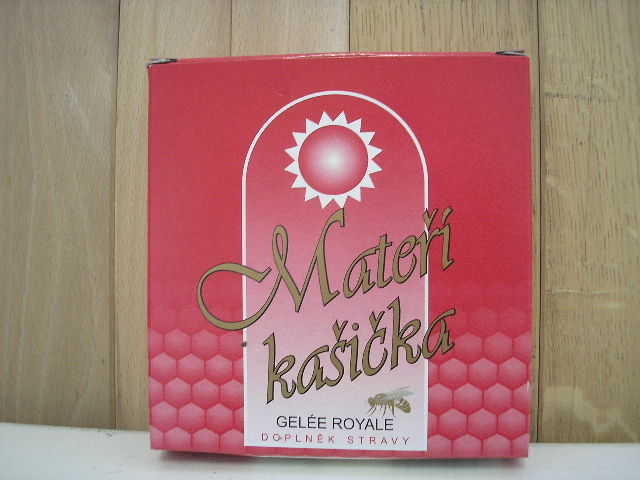 Mateří
kašička
GELÉE ROYALE
DOPLNĚK STRAVY